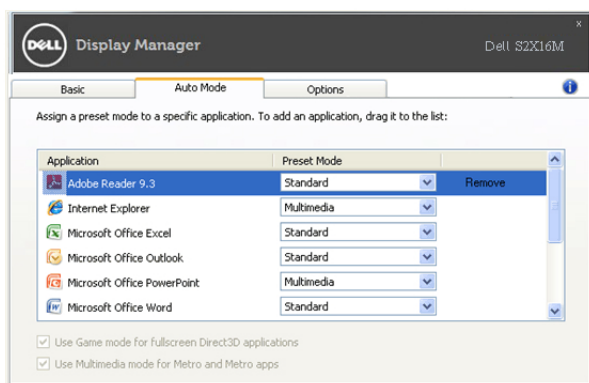 x
DELL Display Manager Dell S2X16M
Basic Auto Mode Options i
Assign a preset mode to a specific application. To add an application, drag it to the list:
Application Preset Mode
Adobe Reader 9.3 Standard Remove
Internet Explorer Multimedia
Microsoft Office Excel Standard
Microsoft Office Outlook Standard
Microsoft Office PowerPoint Multimedia
Microsoft Office Word Standard
Use Game mode for fullscreen Direct3D applications
Use Multimedia mode for Metro and Metro apps